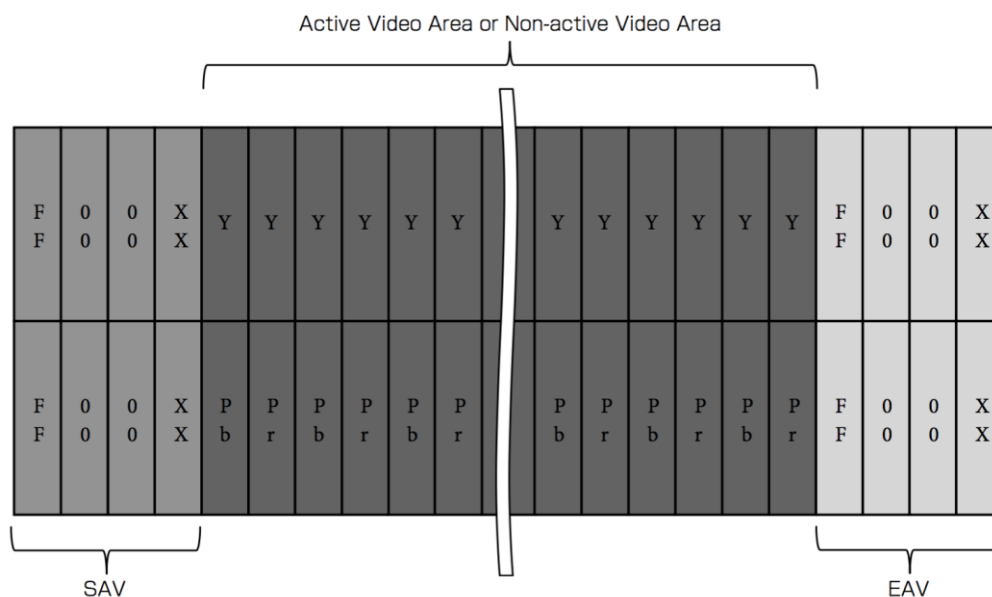 Active Video Area or Non-active Video Area
F 0 0 X Y Y Y Y Y Y Y Y Y Y Y Y F 0 0 X
F 0 0 X F 0 0 X
F 0 0 X P P P P P P P P P P P P F 0 0 X
F 0 0 X b r b r b r b r b r b r F 0 0 X
SAV EAV